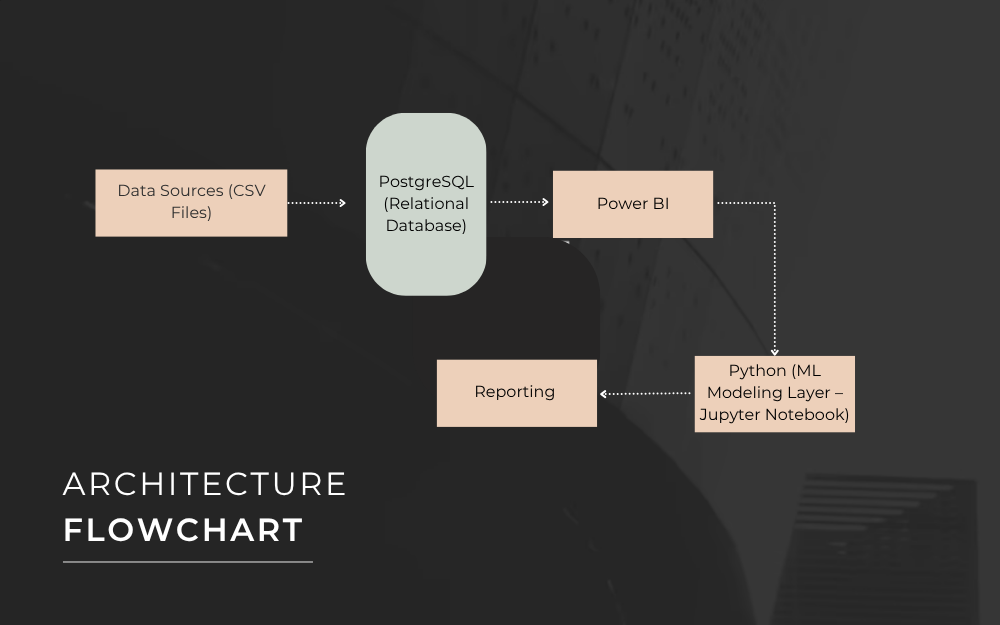 Data Sources (CSV
Files)
PostgreSQL
(Relational
Database)
Power BI
Python (ML
Modeling Layer –
Jupyter Notebook)
Reporting
ARCHITECTURE
FLOWCHART